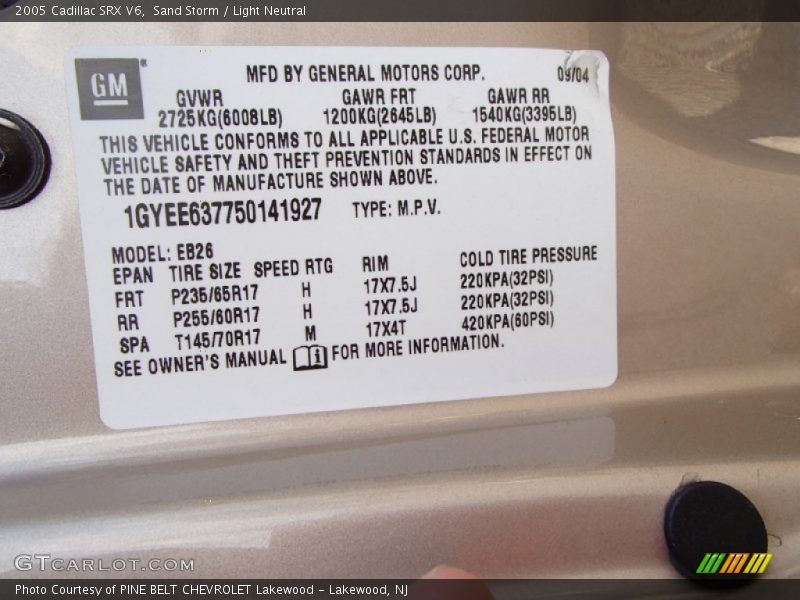 2005 Cadillac SRX V6,  Sand Storm / Light Neutral
GM
MFD BY GENERAL MOTORS CORP. 09/04
GVWR GAWR FRT GAWR RR
2725KG(6008LB) 1200KG(2645LB) 1540KG(3395LB)
THIS VEHICLE CONFORMS TO ALL APPLICABLE U.S. FEDERAL MOTOR
VEHICLE SAFETY AND THEFT PREVENTION STANDARDS IN EFFECT ON
THE DATE OF MANUFACTURE SHOWN ABOVE.
1GYEE637750141927 TYPE: M.P.V.
MODEL: EB26
EPAN TIRE SIZE SPEED RTG RIM COLD TIRE PRESSURE
FRT P235/65R17 H 17X7.5J 220KPA(32PSI)
RR P255/60R17 H 17X7.5J 220KPA(32PSI)
SPA T145/70R17 M 17X4T 420KPA(60PSI)
SEE OWNER'S MANUAL FOR MORE INFORMATION.
GTCARLOT.COM
Photo Courtesy of PINE BELT CHEVROLET Lakewood - Lakewood, NJ